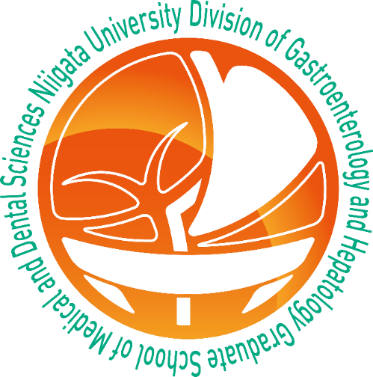 Niigata University Division of Gastroenterology and Hepatology Graduate School of Medical and Dental Sciences